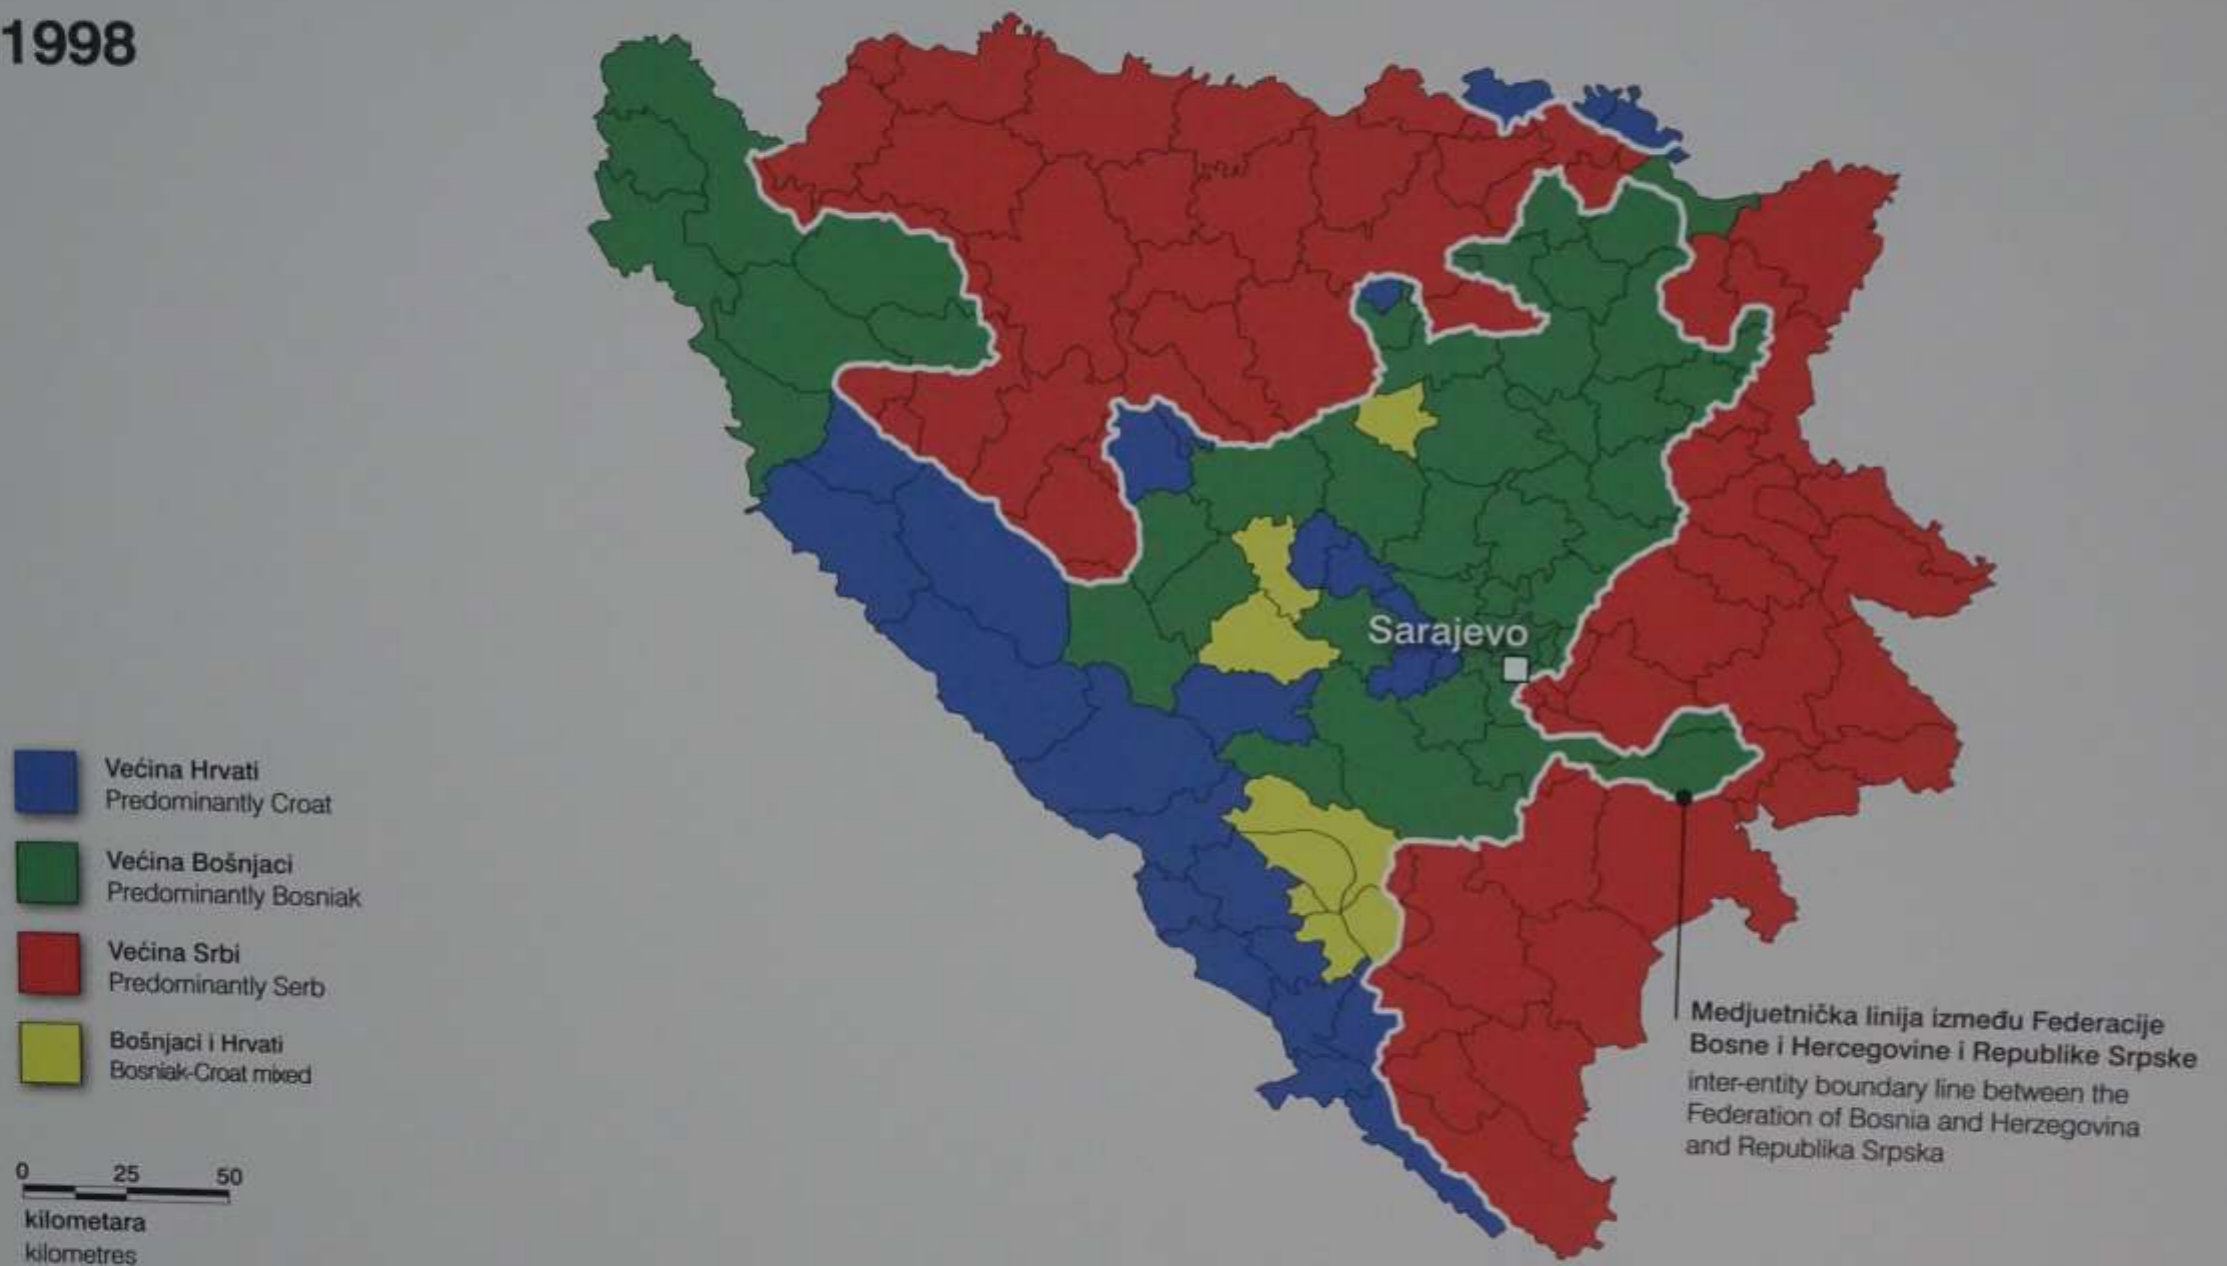 1998
Sarajevo
Većina Hrvati
Predominantly Croat
Većina Bošnjaci
Predominantly Bosniak
Većina Srbi
Predominantly Serb
Bošnjaci i Hrvati
Bosniak-Croat mixed
0 25 50
kilometara
kilometres
Medjuetnička linija između Federacije
Bosne i Hercegovine i Republike Srpske
inter-entity boundary line between the
Federation of Bosnia and Herzegovina
and Republika Srpska